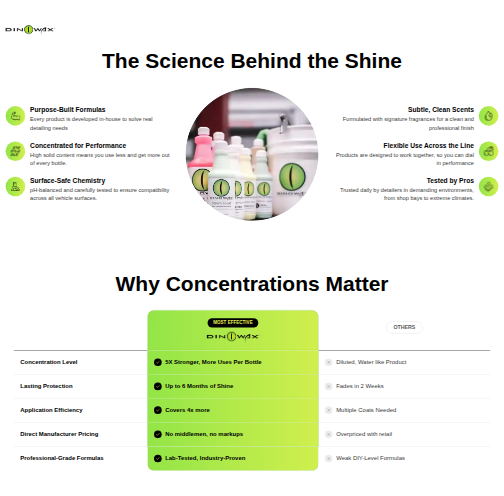 DINOWAX
The Science Behind the Shine
Purpose-Built Formulas
Every product is developed in-house to solve real
detailing needs
Concentrated for Performance
High solid content means you use less and get more out
of every bottle.
Surface-Safe Chemistry
pH-balanced and carefully tested to ensure compatibility
across all vehicle surfaces.
Subtle, Clean Scents
Formulated with signature fragrances for a clean and
professional finish
Flexible Use Across the Line
Products are designed to work together, so you can dial
in performance
Tested by Pros
Trusted daily by detailers in demanding environments,
from shop bays to extreme climates.
Why Concentrations Matter
MOST EFFECTIVE
DINOWAX
OTHERS
Concentration Level
5X Stronger, More Uses Per Bottle
Diluted, Water like Product
Lasting Protection
Up to 6 Months of Shine
Fades in 2 Weeks
Application Efficiency
Covers 4x more
Multiple Coats Needed
Direct Manufacturer Pricing
No middlemen, no markups
Overpriced with retail
Professional-Grade Formulas
Lab-Tested, Industry-Proven
Weak DIY-Level Formulas